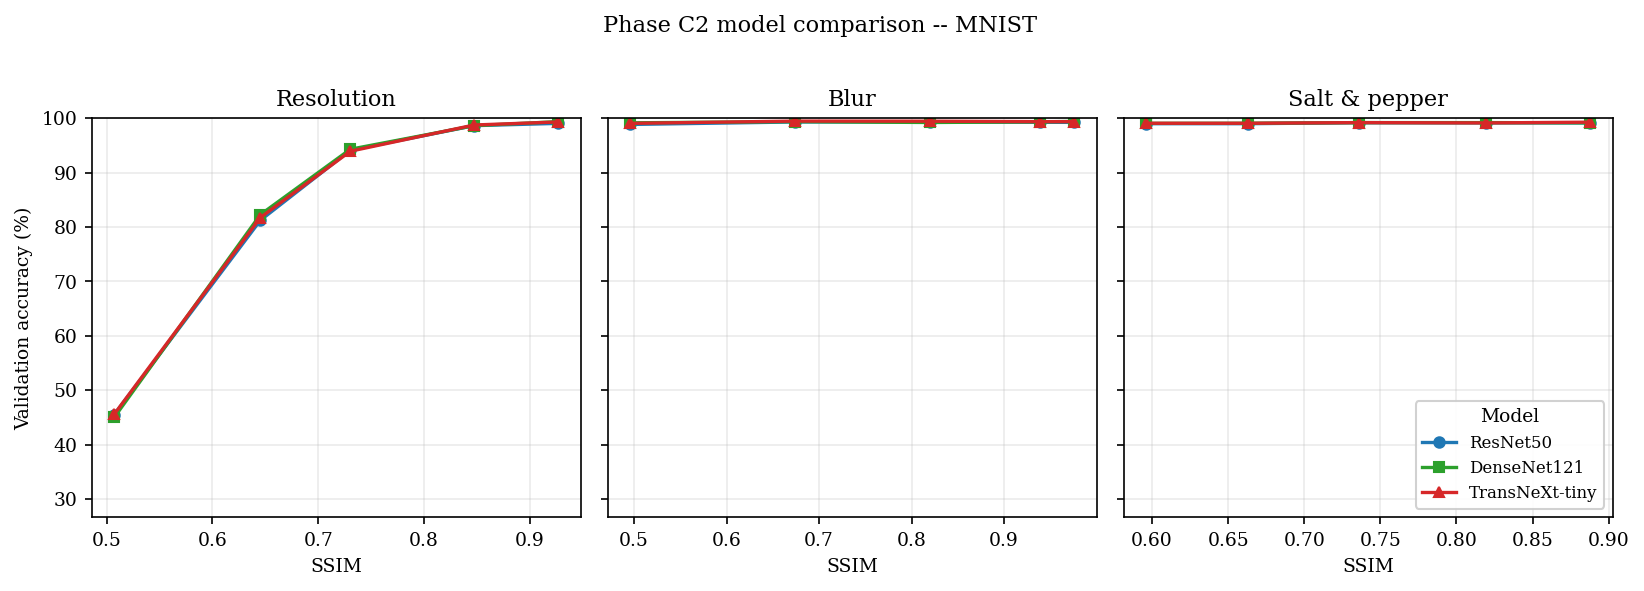 Phase C2 model comparison -- MNIST
Resolution
Blur
Salt & pepper
Validation accuracy (%)
100
90
80
70
60
50
40
30
0.5 0.6 0.7 0.8 0.9
0.5 0.6 0.7 0.8 0.9
0.60 0.65 0.70 0.75 0.80 0.85 0.90
SSIM
SSIM
SSIM
Model
ResNet50
DenseNet121
TransNeXt-tiny